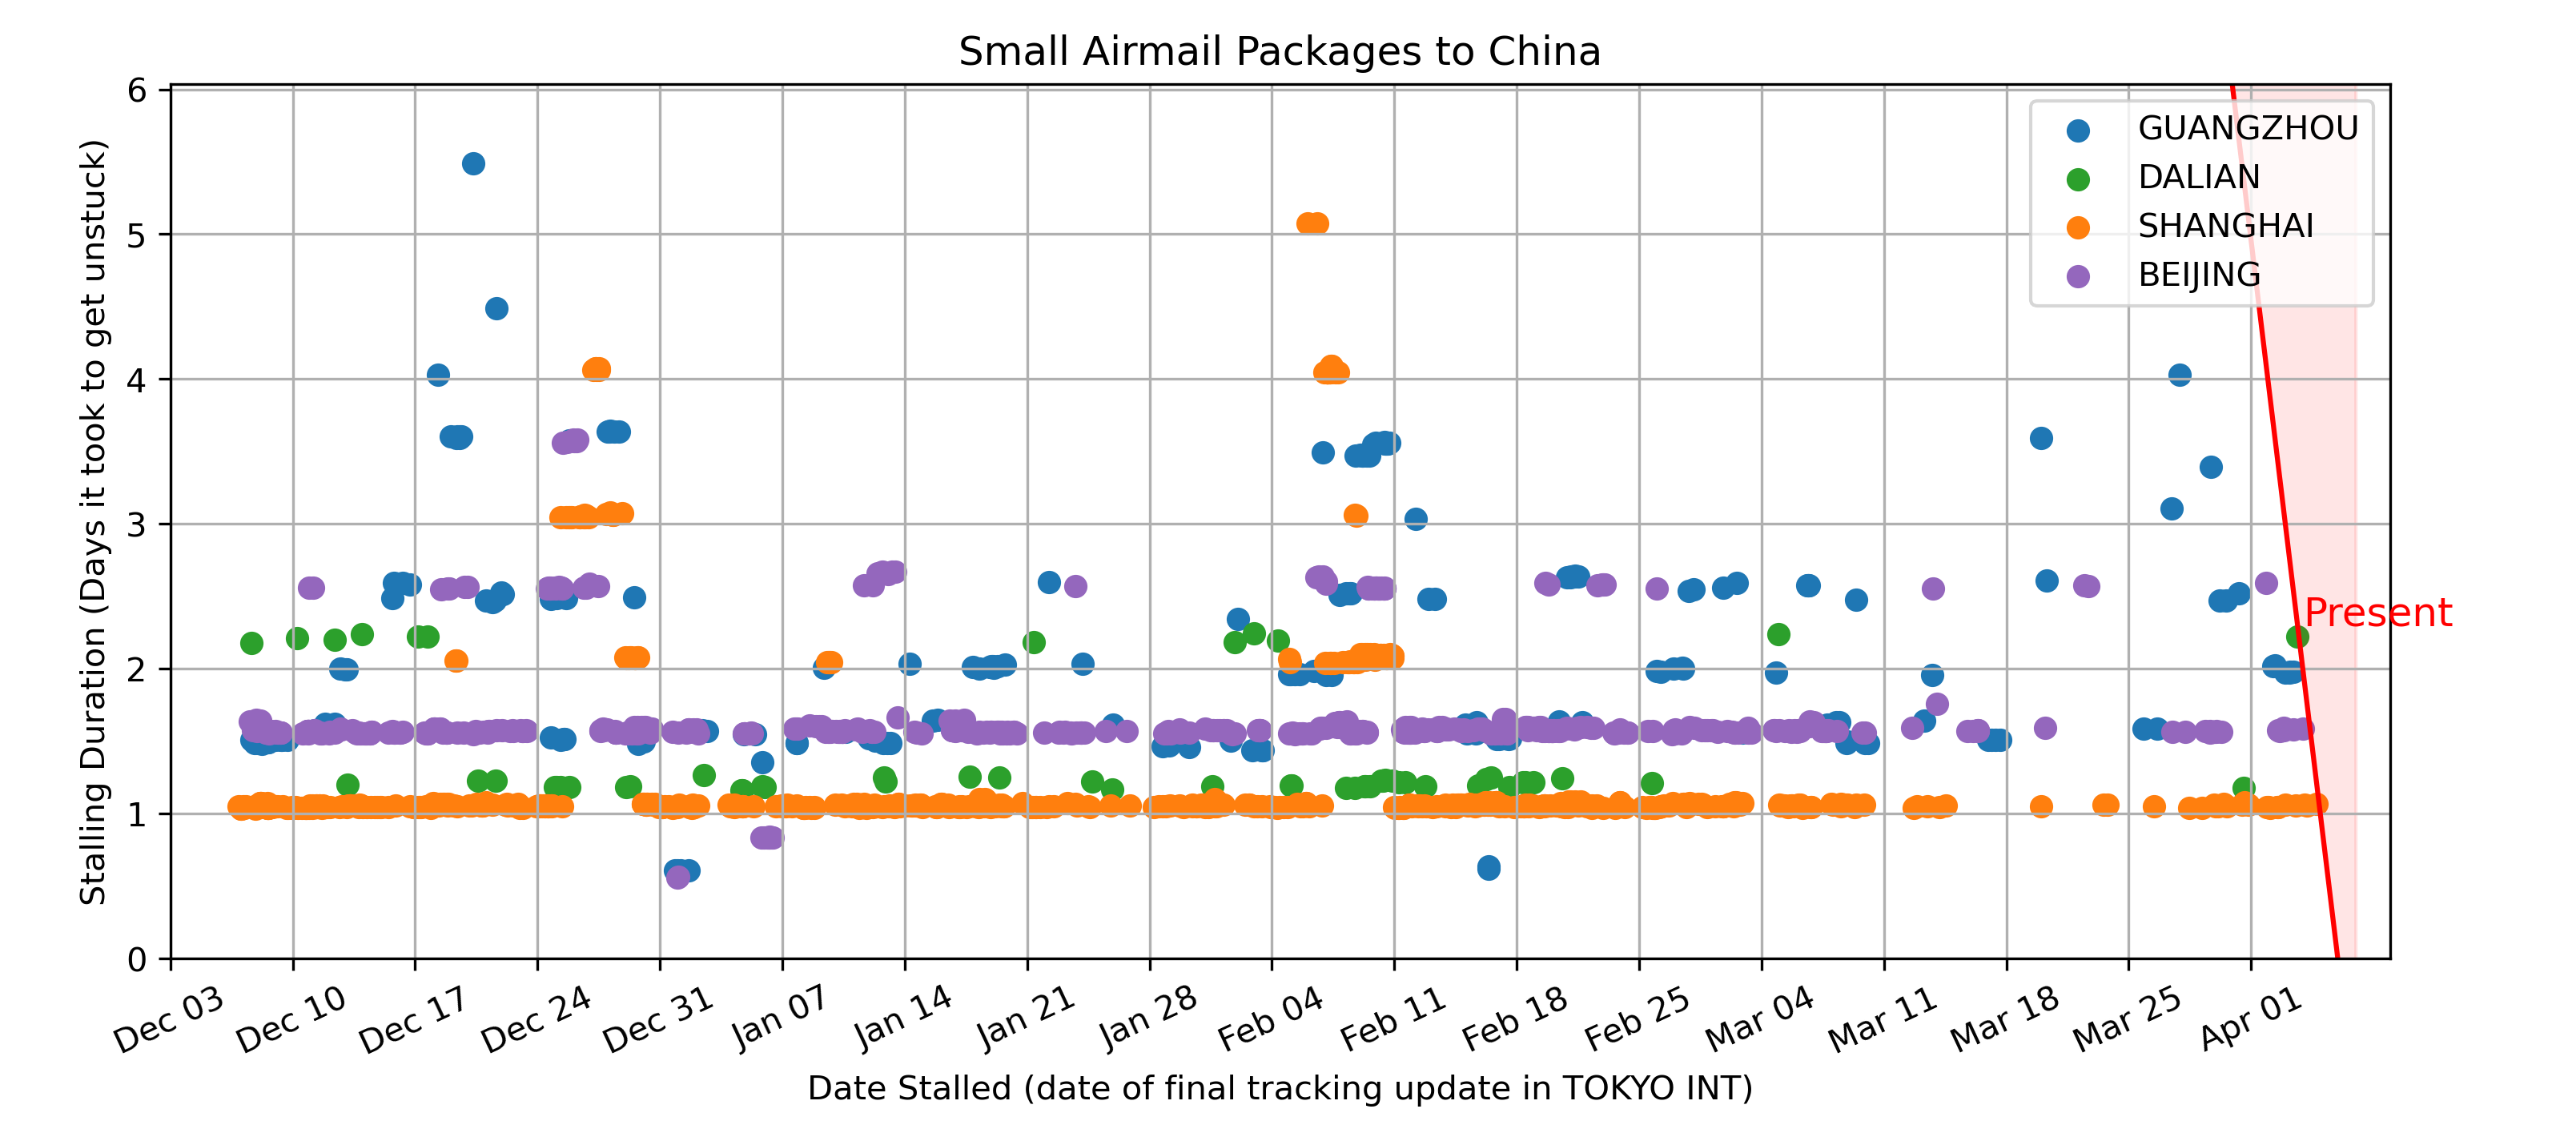 Small Airmail Packages to China
Stalling Duration (Days it took to get unstuck)
6
5
4
3
2
1
0
GUANGZHOU
DALIAN
SHANGHAI
BEIJING
Present
Dec 03
Dec 10
Dec 17
Dec 24
Dec 31
Jan 07
Jan 14
Jan 21
Jan 28
Feb 04
Feb 11
Feb 18
Feb 25
Mar 04
Mar 11
Mar 18
Mar 25
Apr 01
Date Stalled (date of final tracking update in TOKYO INT)